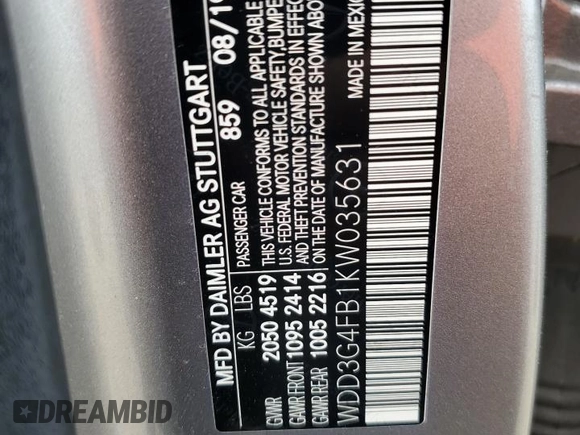 MFD BY DAIMLER AG STUTTGART
859 08/19
KG LBS PASSENGER CAR
GVWR 2050 4519
GAWR FRONT 1095 2414
GAWR REAR 1005 2216
THIS VEHICLE CONFORMS TO ALL APPLICABLE
U.S. FEDERAL MOTOR VEHICLE SAFETY, BUMPE
AND THEFT PREVENTION STANDARDS IN EFFEC
ON THE DATE OF MANUFACTURE SHOWN ABOV
WDD3G4FB1KW035631 MADE IN MEXIC
DREAMBID